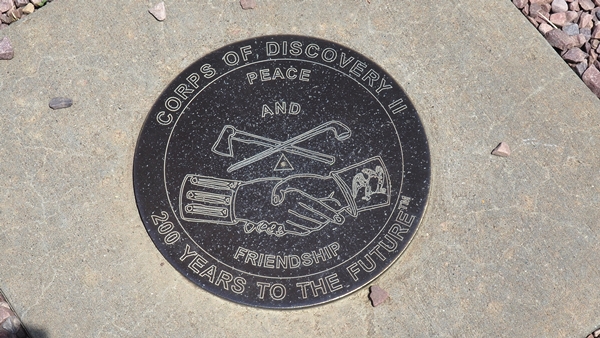 CORPS OF DISCOVERY II
PEACE
AND
FRIENDSHIP
200 YEARS TO THE FUTURE™